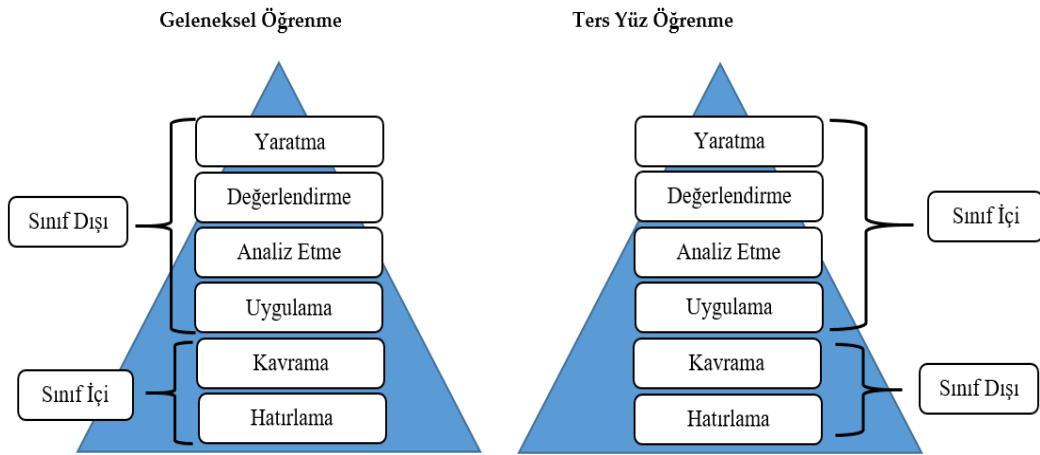 Geleneksel Öğrenme
Yaratma
Değerlendirme
Analiz Etme
Uygulama
Kavrama
Hatırlama
Sınıf Dışı
Sınıf İçi
Ters Yüz Öğrenme
Yaratma
Değerlendirme
Analiz Etme
Uygulama
Kavrama
Hatırlama
Sınıf İçi
Sınıf Dışı